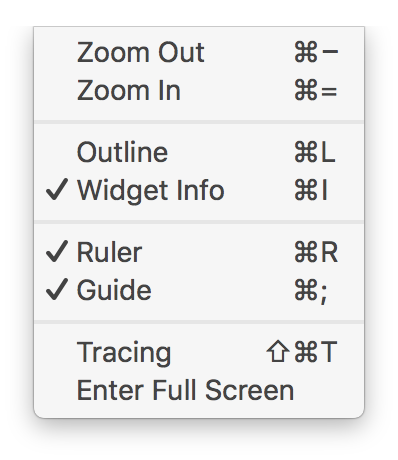 Zoom Out ⌘−
Zoom In ⌘=
Outline ⌘L
✓ Widget Info ⌘I
✓ Ruler ⌘R
✓ Guide ⌘;
Tracing ⇧⌘T
Enter Full Screen